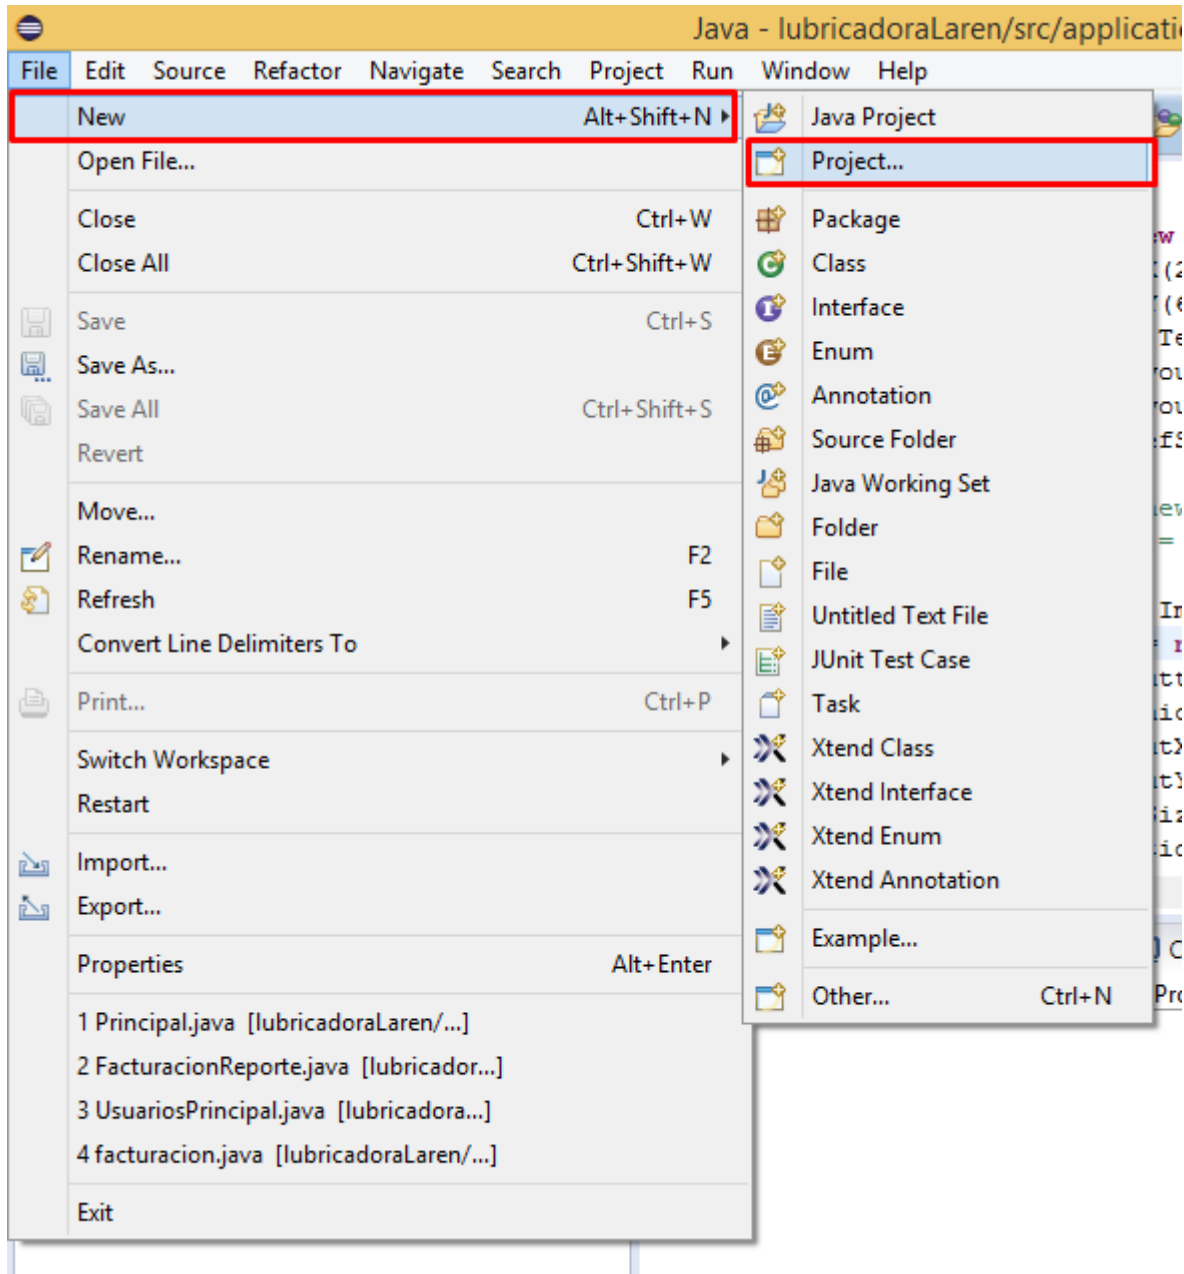 Java - lubricadoraLaren/src/applicati
File Edit Source Refactor Navigate Search Project Run Window Help
New Alt+Shift+N
Open File...
Close Ctrl+W
Close All Ctrl+Shift+W
Save Ctrl+S
Save As...
Save All Ctrl+Shift+S
Revert
Move...
Rename... F2
Refresh F5
Convert Line Delimiters To
Print... Ctrl+P
Switch Workspace
Restart
Import...
Export...
Properties Alt+Enter
1 Principal.java [lubricadoraLaren/...]
2 FacturacionReporte.java [lubricador...]
3 UsuariosPrincipal.java [lubricadora...]
4 facturacion.java [lubricadoraLaren/...]
Exit
Java Project
Project...
Package
Class
Interface
Enum
Annotation
Source Folder
Java Working Set
Folder
File
Untitled Text File
JUnit Test Case
Task
Xtend Class
Xtend Interface
Xtend Enum
Xtend Annotation
Example...
Other... Ctrl+N